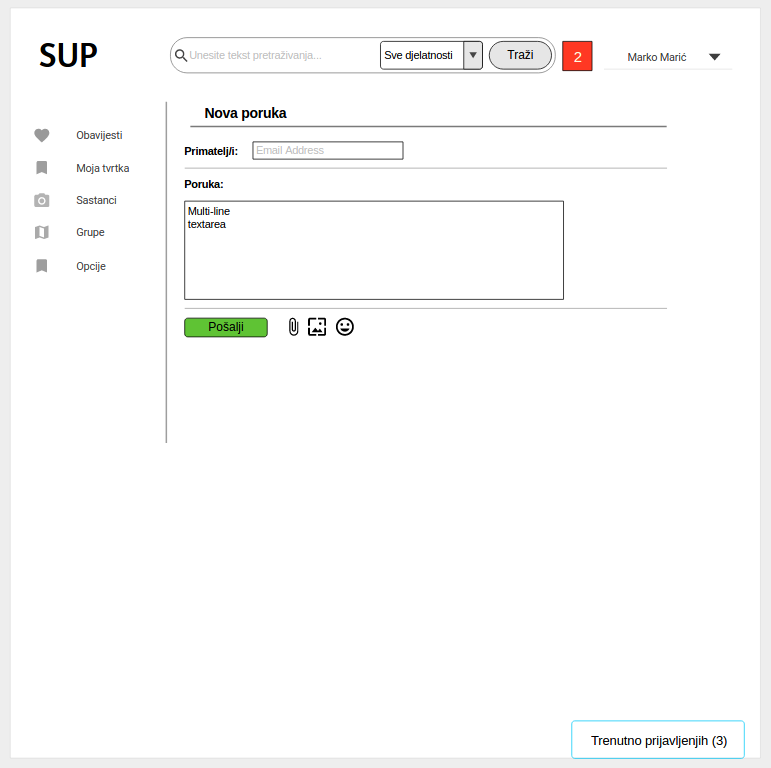 SUP
Unesite tekst pretraživanja...
Sve djelatnosti
Traži
2
Marko Marić
Obavijesti
Moja tvrtka
Sastanci
Grupe
Opcije
Nova poruka
Primatelj/i:
Email Address
Poruka:
Multi-line
textarea
Pošalji
Trenutno prijavljenjih (3)